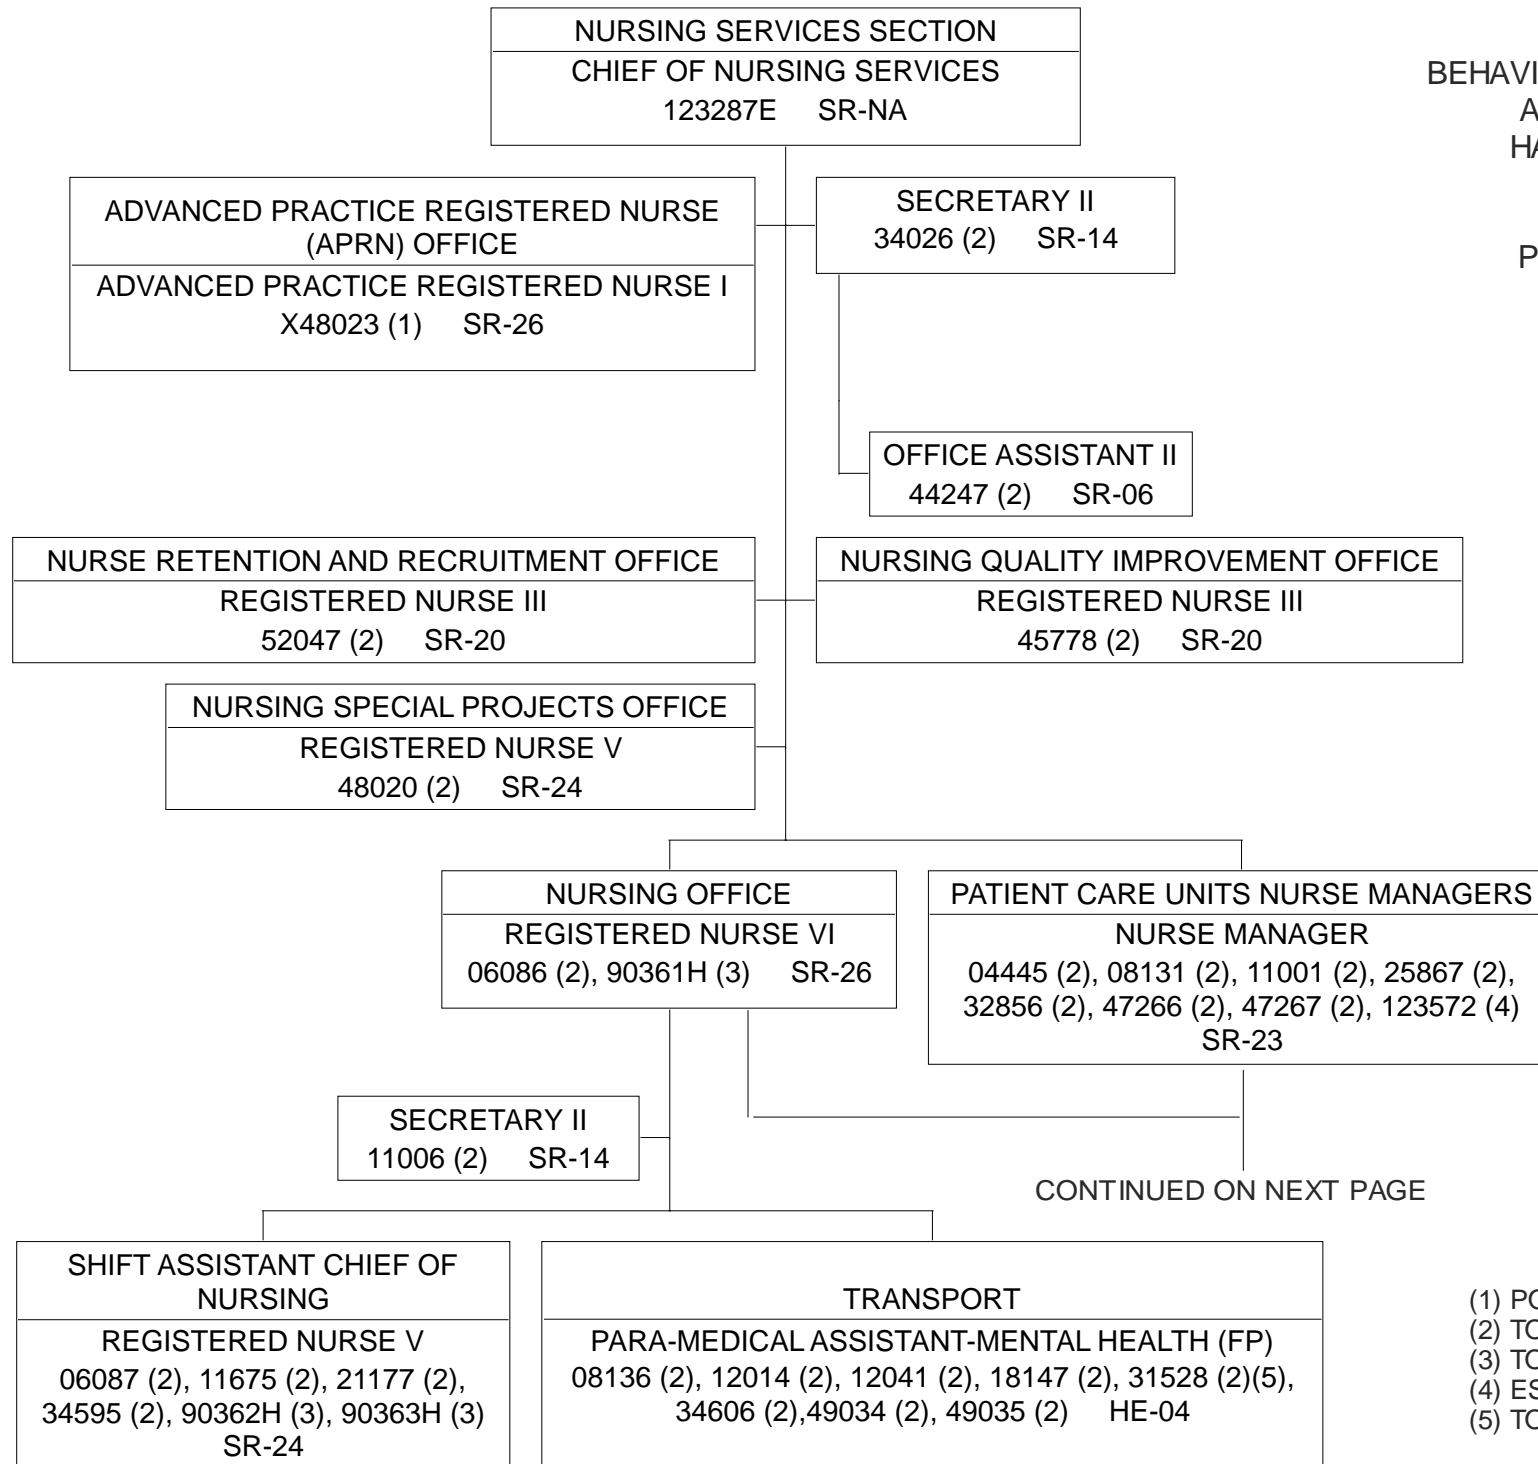 NURSING SERVICES SECTION
CHIEF OF NURSING SERVICES
123287E SR-NA
ADVANCED PRACTICE REGISTERED NURSE
(APRN) OFFICE
ADVANCED PRACTICE REGISTERED NURSE I
X48023 (1) SR-26
SECRETARY II
34026 (2) SR-14
OFFICE ASSISTANT II
44247 (2) SR-06
NURSE RETENTION AND RECRUITMENT OFFICE
REGISTERED NURSE III
52047 (2) SR-20
NURSING QUALITY IMPROVEMENT OFFICE
REGISTERED NURSE III
45778 (2) SR-20
NURSING SPECIAL PROJECTS OFFICE
REGISTERED NURSE V
48020 (2) SR-24
NURSING OFFICE
REGISTERED NURSE VI
06086 (2), 90361H (3) SR-26
PATIENT CARE UNITS NURSE MANAGERS
NURSE MANAGER
04445 (2), 08131 (2), 11001 (2), 25867 (2),
32856 (2), 47266 (2), 47267 (2), 123572 (4)
SR-23
SECRETARY II
11006 (2) SR-14
CONTINUED ON NEXT PAGE
SHIFT ASSISTANT CHIEF OF
NURSING
REGISTERED NURSE V
06087 (2), 11675 (2), 21177 (2),
34595 (2), 90362H (3), 90363H (3)
SR-24
TRANSPORT
PARA-MEDICAL ASSISTANT-MENTAL HEALTH (FP)
08136 (2), 12014 (2), 12041 (2), 18147 (2), 31528 (2)(5),
34606 (2),49034 (2), 49035 (2) HE-04
(1)
(2)
(3)
(4)
(5)